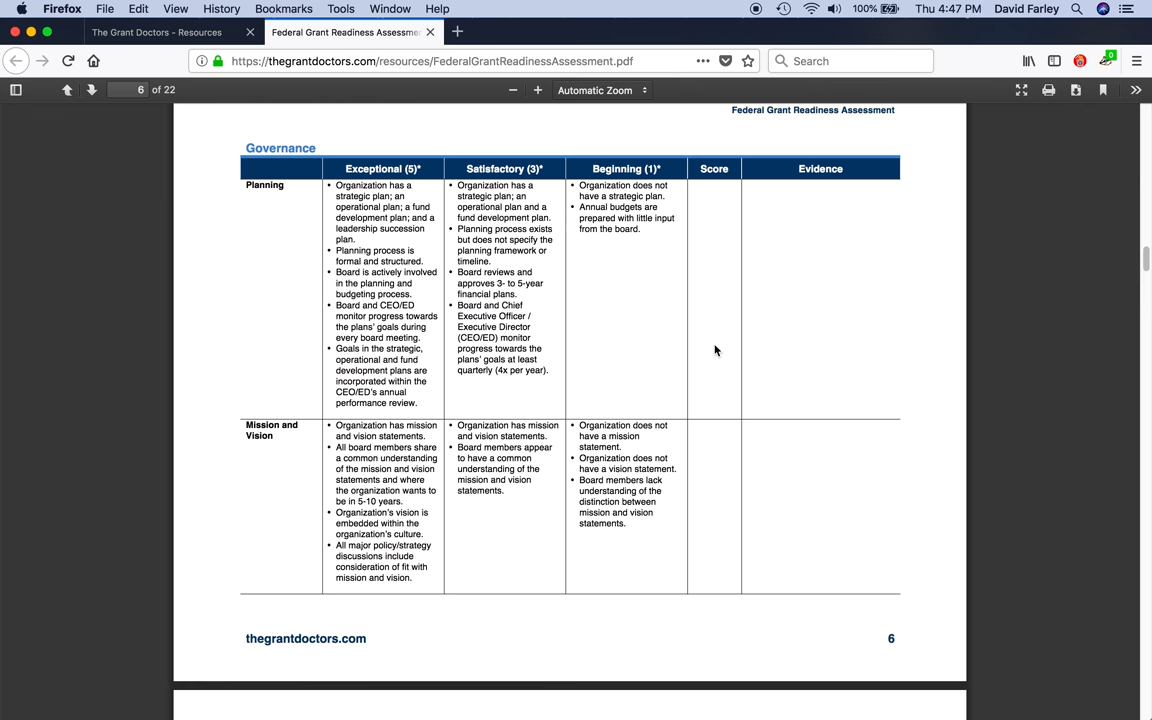 Firefox File Edit View History Bookmarks Tools Window Help 100% Thu 4:47 PM David Farley
The Grant Doctors - Resources Federal Grant Readiness Assessme
https://thegrantdoctors.com/resources/FederalGrantReadinessAssessment.pdf Search 0
6 of 22 Automatic Zoom
Federal Grant Readiness Assessment
Governance
Exceptional (5)* Satisfactory (3)* Beginning (1)* Score Evidence
Planning
• Organization has a
strategic plan; an
operational plan; a fund
development plan; and a
leadership succession
plan.
• Planning process is
formal and structured.
• Board is actively involved
in the planning and
budgeting process.
• Board and CEO/ED
monitor progress towards
the plans' goals during
every board meeting.
• Goals in the strategic,
operational and fund
development plans are
incorporated within the
CEO/ED's annual
performance review.
• Organization has a
strategic plan; an
operational plan and a
fund development plan.
• Planning process exists
but does not specify the
planning framework or
timeline.
• Board reviews and
approves 3- to 5-year
financial plans.
• Board and Chief
Executive Officer /
Executive Director
(CEO/ED) monitor
progress towards the
plans' goals at least
quarterly (4x per year).
• Organization does not
have a strategic plan.
• Annual budgets are
prepared with little input
from the board.
Mission and
Vision
• Organization has mission
and vision statements.
• All board members share
a common understanding
of the mission and vision
statements and where
the organization wants to
be in 5-10 years.
• Organization's vision is
embedded within the
organization's culture.
• All major policy/strategy
discussions include
consideration of fit with
mission and vision.
• Organization has mission
and vision statements.
• Board members appear
to have a common
understanding of the
mission and vision
statements.
• Organization does not
have a mission
statement.
• Organization does not
have a vision statement.
• Board members lack
understanding of the
distinction between
mission and vision
statements.
thegrantdoctors.com 6